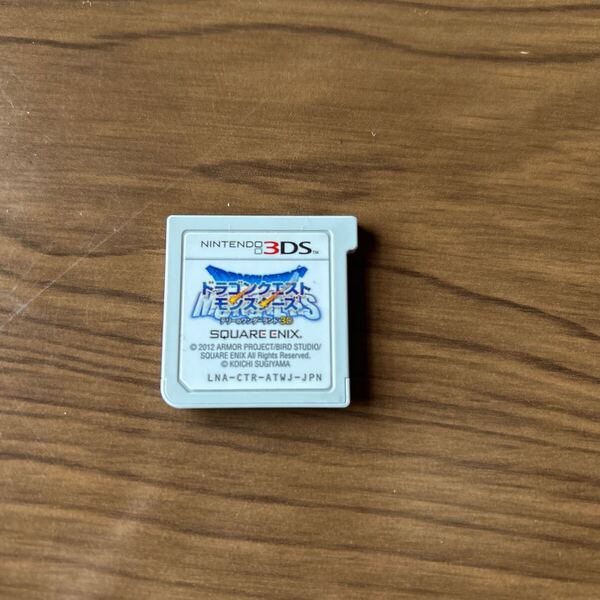 NINTENDO 3DS™
ドラゴンクエスト
モンスターズ
テリーのワンダーランド3D
SQUARE ENIX.
© 2012 ARMOR PROJECT/BIRD STUDIO/
SQUARE ENIX All Rights Reserved.
© KOICHI SUGIYAMA
LNA-CTR-ATWJ-JPN